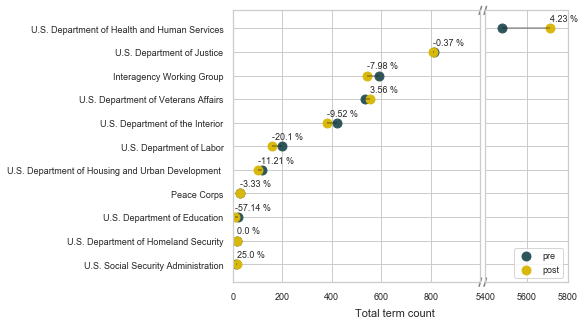 U.S. Department of Health and Human Services
4.23 %
U.S. Department of Justice
-0.37 %
Interagency Working Group
-7.98 %
U.S. Department of Veterans Affairs
3.56 %
U.S. Department of the Interior
-9.52 %
U.S. Department of Labor
-20.1 %
U.S. Department of Housing and Urban Development
-11.21 %
Peace Corps
-3.33 %
U.S. Department of Education
-57.14 %
U.S. Department of Homeland Security
0.0 %
U.S. Social Security Administration
25.0 %
pre
post
0 200 400 600 800 5400 5600 5800
Total term count